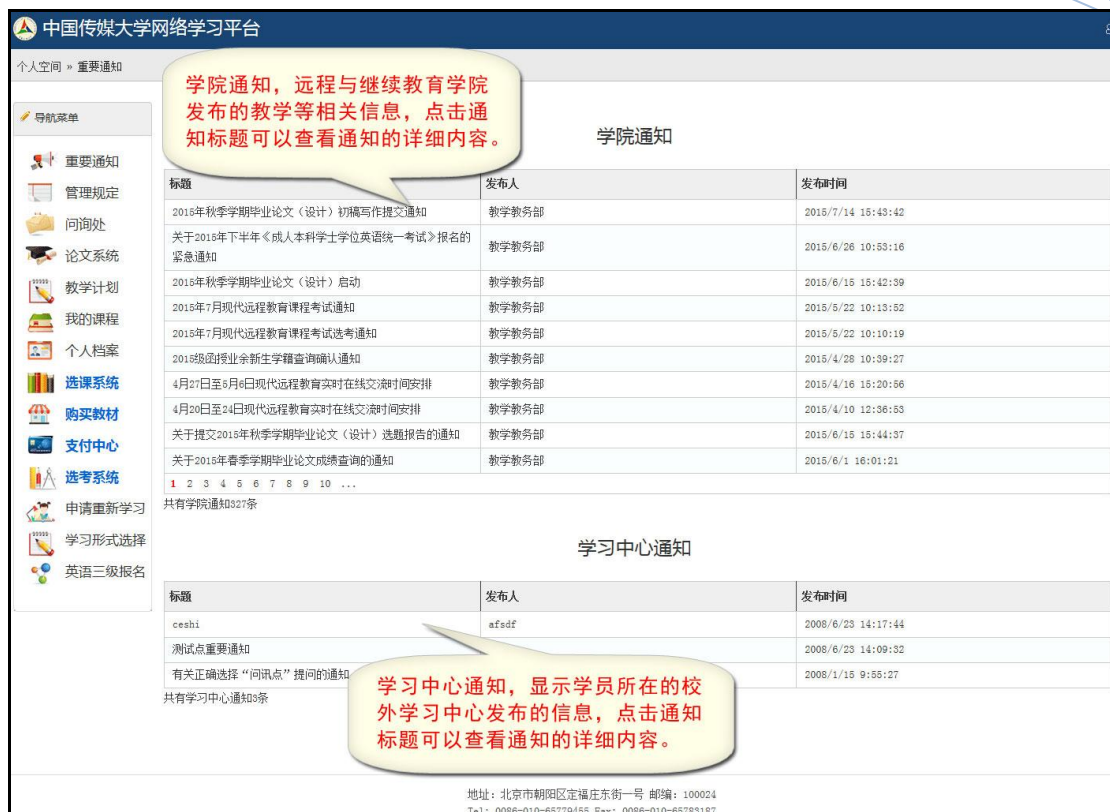 中国传媒大学网络学习平台
个人空间 » 重要通知
学院通知，远程与继续教育学院
发布的教学等相关信息，点击通
知标题可以查看通知的详细内容。
导航菜单
重要通知
管理规定
问询处
论文系统
教学计划
我的课程
个人档案
选课系统
购买教材
支付中心
选考系统
申请重新学习
学习形式选择
英语三级报名
学院通知
标题 发布人 发布时间
2015年秋季学期毕业论文（设计）初稿写作提交通知 教学教务部 2015/7/14 15:43:42
关于2015年下半年《成人本科学士学位英语统一考试》报名的
紧急通知 教学教务部 2015/6/26 10:53:16
2015年秋季学期毕业论文（设计）启动 教学教务部 2015/6/15 15:42:39
2015年7月现代远程教育课程考试通知 教学教务部 2015/5/22 10:13:52
2015年7月现代远程教育课程考试选考通知 教学教务部 2015/5/22 10:10:19
2015级函授业余新生学籍查询确认通知 教学教务部 2015/4/28 10:39:27
4月27日至5月6日现代远程教育实时在线交流时间安排 教学教务部 2015/4/16 15:20:56
4月20日至24日现代远程教育实时在线交流时间安排 教学教务部 2015/4/10 12:36:53
关于提交2015年秋季学期毕业论文（设计）选题报告的通知 教学教务部 2015/6/15 15:44:37
关于2015年春季学期毕业论文成绩查询的通知 教学教务部 2015/6/1 16:01:21
1 2 3 4 5 6 7 8 9 10 ...
共有学院通知327条
学习中心通知
标题 发布人 发布时间
ceshi afsdf 2008/6/23 14:17:44
测试点重要通知 2008/6/23 14:09:32
有关正确选择“问讯点”提问的通知 2008/1/15 9:55:27
共有学习中心通知3条
学习中心通知，显示学员所在的校
外学习中心发布的信息，点击通知
标题可以查看通知的详细内容。
地址：北京市朝阳区定福庄东街一号 邮编：100024
Tel: 0086-010-65779455 Fax: 0086-010-65783187